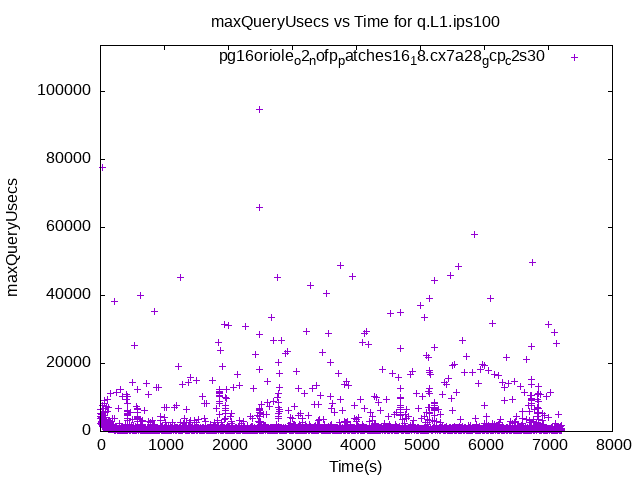 maxQueryUsecs vs Time for q.L1.ips100
pg16oriole_o2_nofp_patches16_18.cx7a28_gcp_c2s30
100000
80000
60000
40000
20000
0
maxQueryUsecs
0 1000 2000 3000 4000 5000 6000 7000 8000
Time(s)